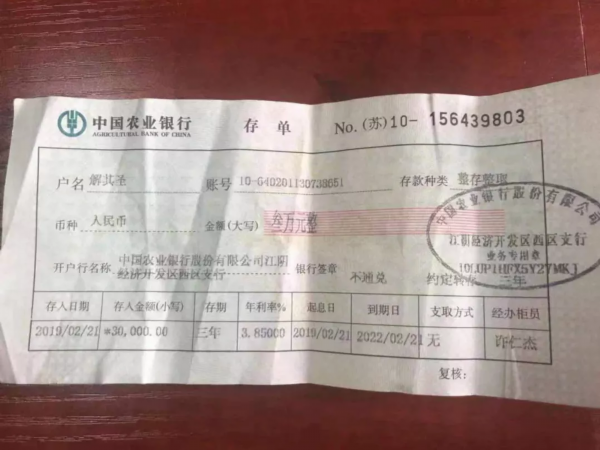 中国农业银行 存单 No. (苏) 10- 156439803
AGRICULTURAL BANK OF CHINA
户名 解其圣 账号 10-640201130738651 存款种类 整存整取
币种 人民币 金额(大写) 叁万元整
中国农业银行股份有限公司
江阴经济开发区西区支行
业务专用章
开户行名称 中国农业银行股份有限公司江阴
经济开发区西区支行 银行签章 不通兑 约定转存 三年
存入日期 存入金额(小写) 存期 年利率% 起息日 到期日 支取方式 经办柜员
2019/02/21 *30,000.00 三年 3.85000 2019/02/21 2022/02/21 无 许仁杰
复核: